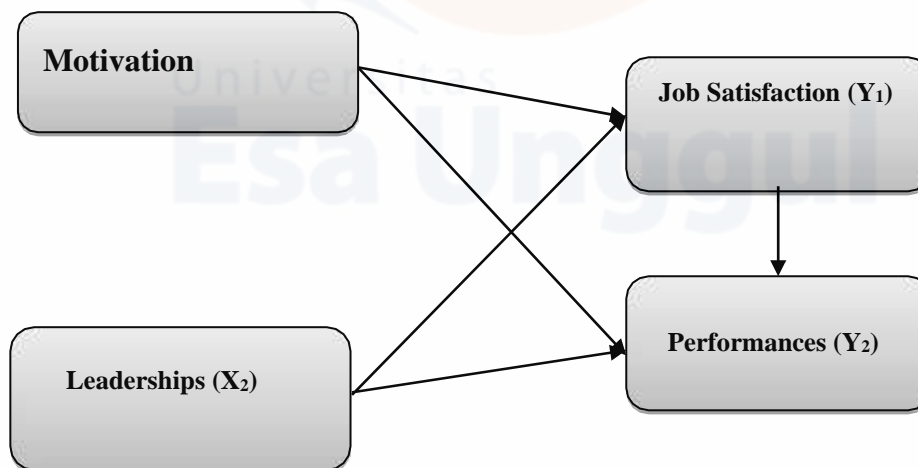 Motivation
Universitas
Esa Unggul
Job Satisfaction (Y₁)
Performances (Y₂)
Leaderships (X₂)